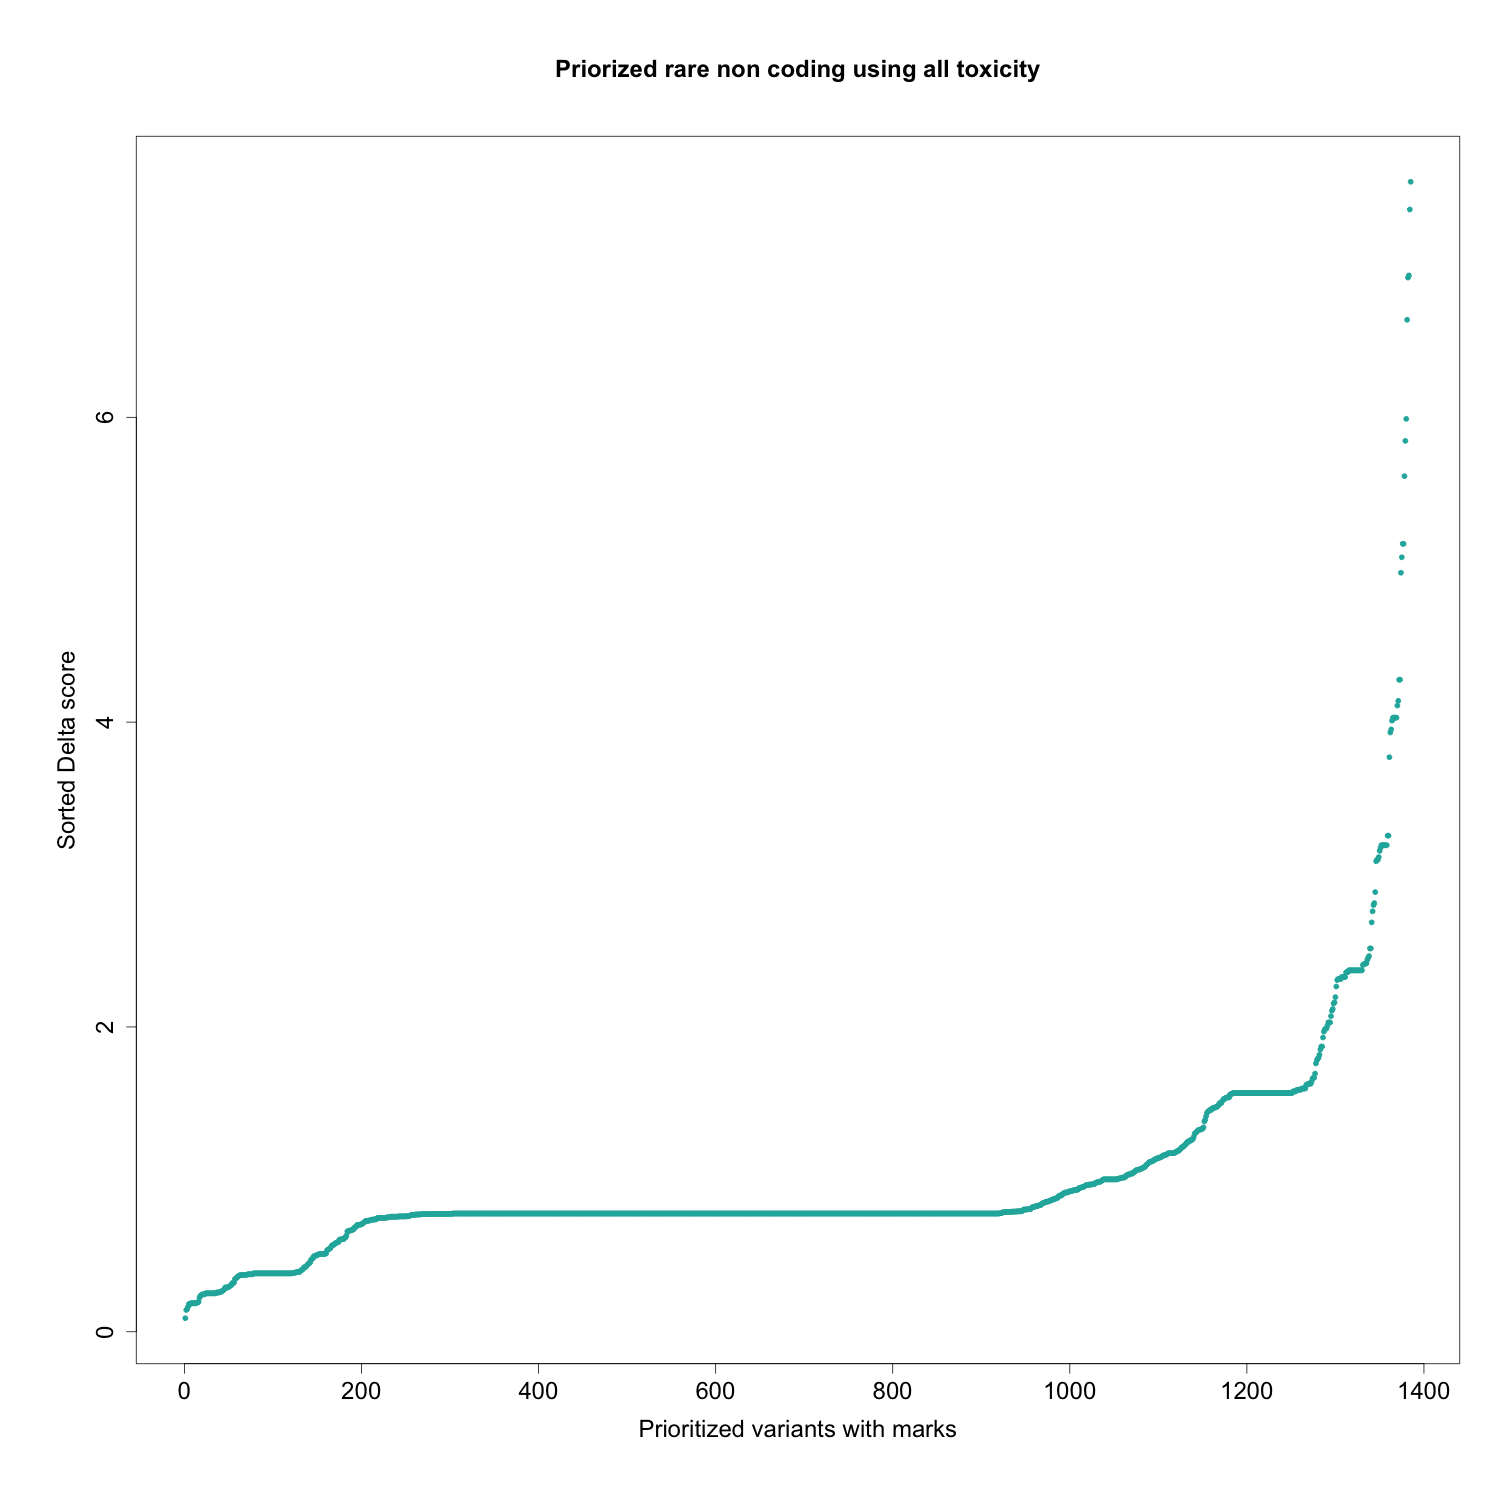 Priorized rare non coding using all toxicity
6
4
2
0
Sorted Delta score
0 200 400 600 800 1000 1200 1400
Prioritized variants with marks